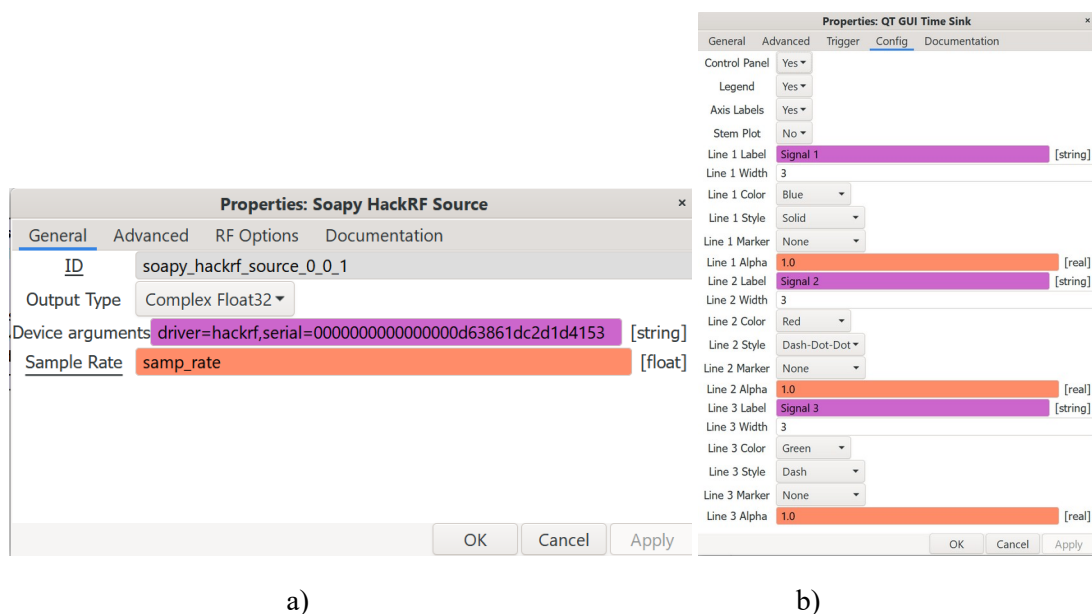 Properties: Soapy HackRF Source ×
General Advanced RF Options Documentation
ID soapy_hackrf_source_0_0_1
Output Type Complex Float32
Device arguments driver=hackrf,serial=0000000000000000d63861dc2d1d4153 [string]
Sample Rate samp_rate [float]
OK Cancel Apply
a)
Properties: QT GUI Time Sink ×
General Advanced Trigger Config Documentation
Control Panel Yes
Legend Yes
Axis Labels Yes
Stem Plot No
Line 1 Label Signal 1 [string]
Line 1 Width 3
Line 1 Color Blue
Line 1 Style Solid
Line 1 Marker None
Line 1 Alpha 1.0 [real]
Line 2 Label Signal 2 [string]
Line 2 Width 3
Line 2 Color Red
Line 2 Style Dash-Dot-Dot
Line 2 Marker None
Line 2 Alpha 1.0 [real]
Line 3 Label Signal 3 [string]
Line 3 Width 3
Line 3 Color Green
Line 3 Style Dash
Line 3 Marker None
Line 3 Alpha 1.0 [real]
OK Cancel Apply
b)